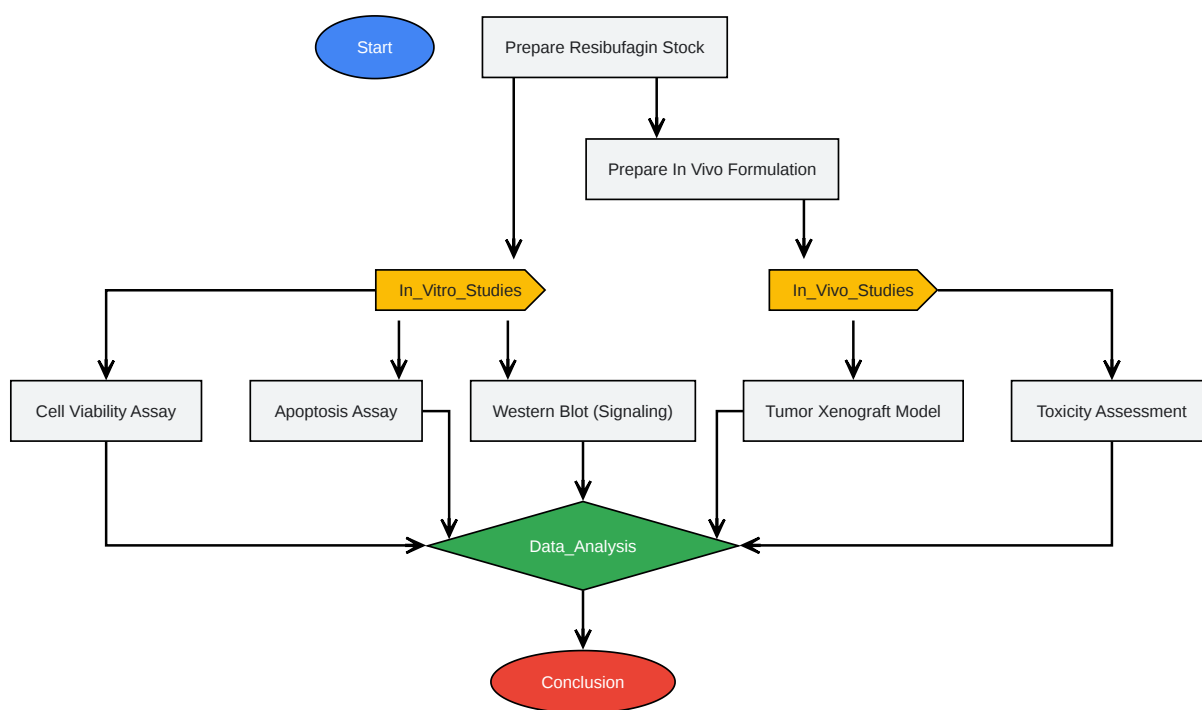 Start
Prepare Resibufagin Stock
Prepare In Vivo Formulation
In_Vitro_Studies
In_Vivo_Studies
Cell Viability Assay
Apoptosis Assay
Western Blot (Signaling)
Tumor Xenograft Model
Toxicity Assessment
Data_Analysis
Conclusion